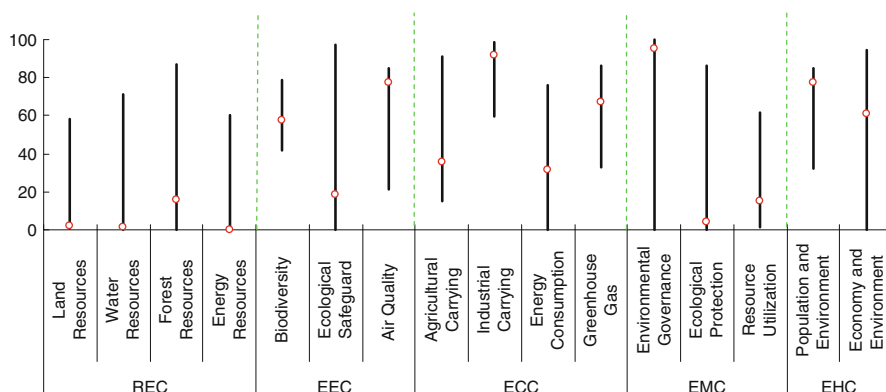 100
80
60
40
20
0
Land
Resources
Water
Resources
Forest
Resources
Energy
Resources
Biodiversity
Ecological
Safeguard
Air Quality
Agricultural
Carrying
Industrial
Carrying
Energy
Consumption
Greenhouse
Gas
Environmental
Governance
Ecological
Protection
Resource
Utilization
Population and
Environment
Economy and
Environment
REC
EEC
ECC
EMC
EHC